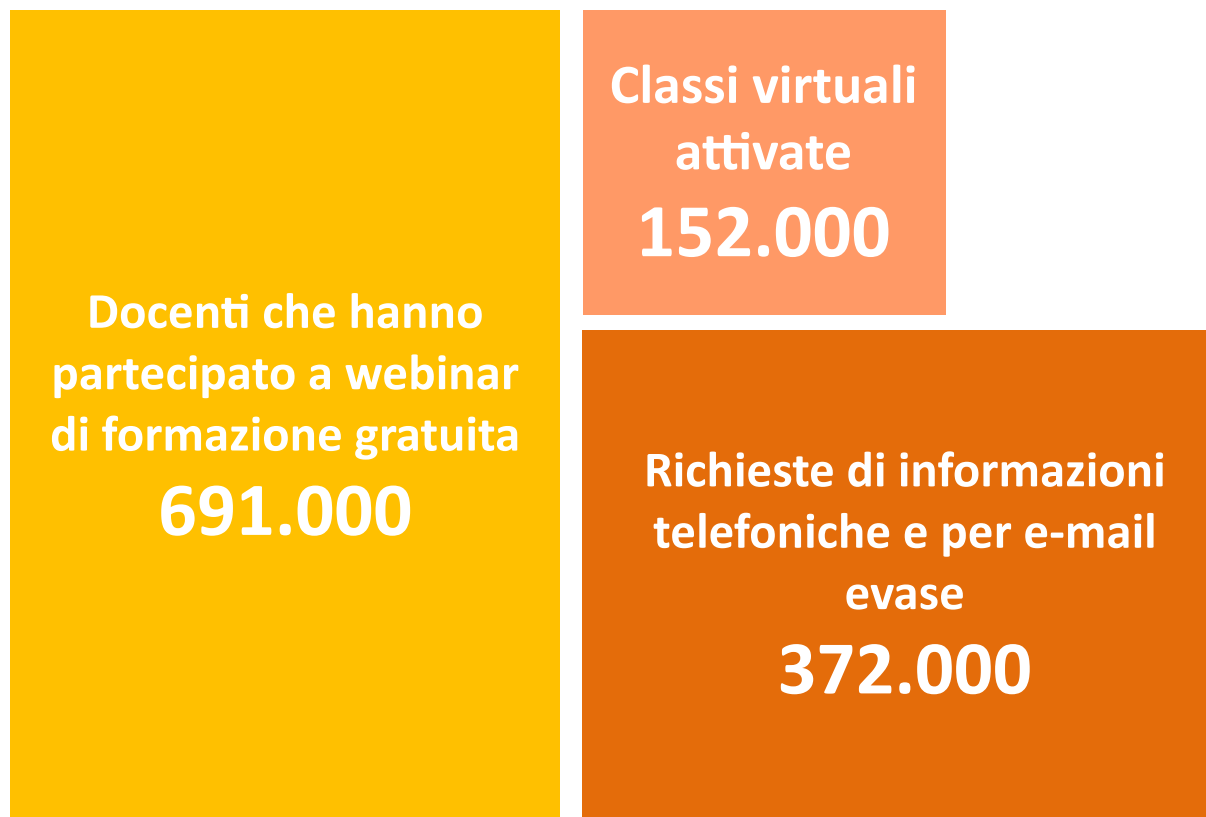 Docenti che hanno
partecipato a webinar
di formazione gratuita
691.000
Classi virtuali
attivate
152.000
Richieste di informazioni
telefoniche e per e-mail
evase
372.000